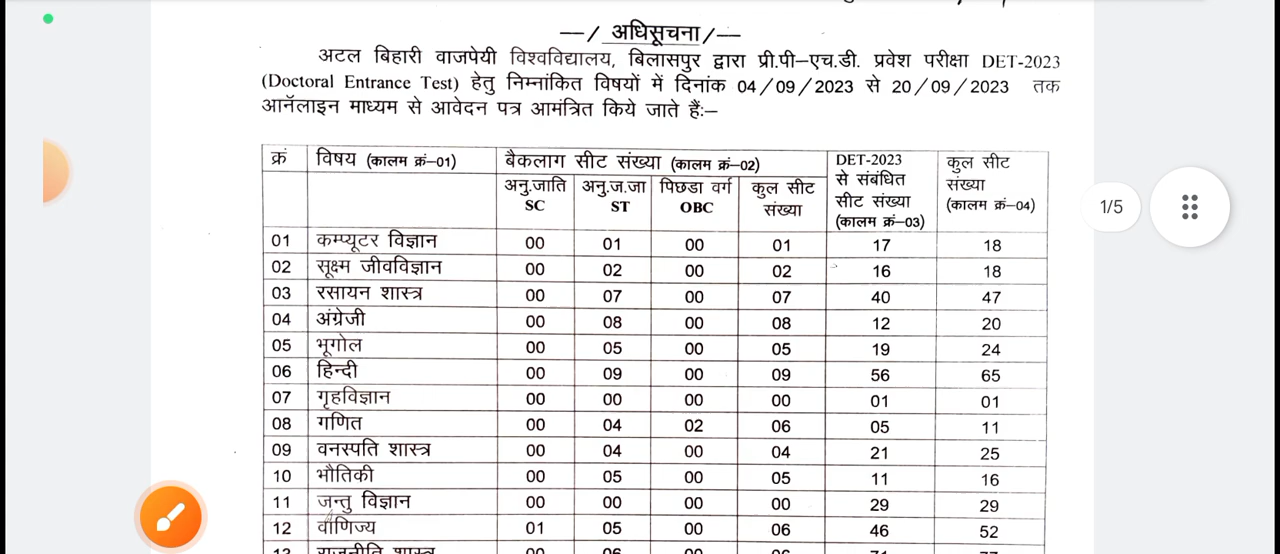 —/ अधिसूचना /—
अटल बिहारी वाजपेयी विश्वविद्यालय, बिलासपुर द्वारा प्री.पी–एच.डी. प्रवेश परीक्षा DET-2023
(Doctoral Entrance Test) हेतु निम्नांकित विषयों में दिनांक 04/09/2023 से 20/09/2023 तक
आनॅलाइन माध्यम से आवेदन पत्र आमंत्रित किये जाते हैं:–
क्रं विषय (कालम क्रं–01) बैकलाग सीट संख्या (कालम क्रं–02) DET-2023 से संबंधित सीट संख्या (कालम क्रं–03) कुल सीट संख्या (कालम क्रं–04)
अनु.जाति SC अनु.ज.जा ST पिछडा वर्ग OBC कुल सीट संख्या
01 कम्प्यूटर विज्ञान 00 01 00 01 17 18
02 सूक्ष्म जीवविज्ञान 00 02 00 02 16 18
03 रसायन शास्त्र 00 07 00 07 40 47
04 अंग्रेजी 00 08 00 08 12 20
05 भूगोल 00 05 00 05 19 24
06 हिन्दी 00 09 00 09 56 65
07 गृहविज्ञान 00 00 00 00 01 01
08 गणित 00 04 02 06 05 11
09 वनस्पति शास्त्र 00 04 00 04 21 25
10 भौतिकी 00 05 00 05 11 16
11 जन्तु विज्ञान 00 00 00 00 29 29
12 वाणिज्य 01 05 00 06 46 52
राजनीति शास्त्र
1/5